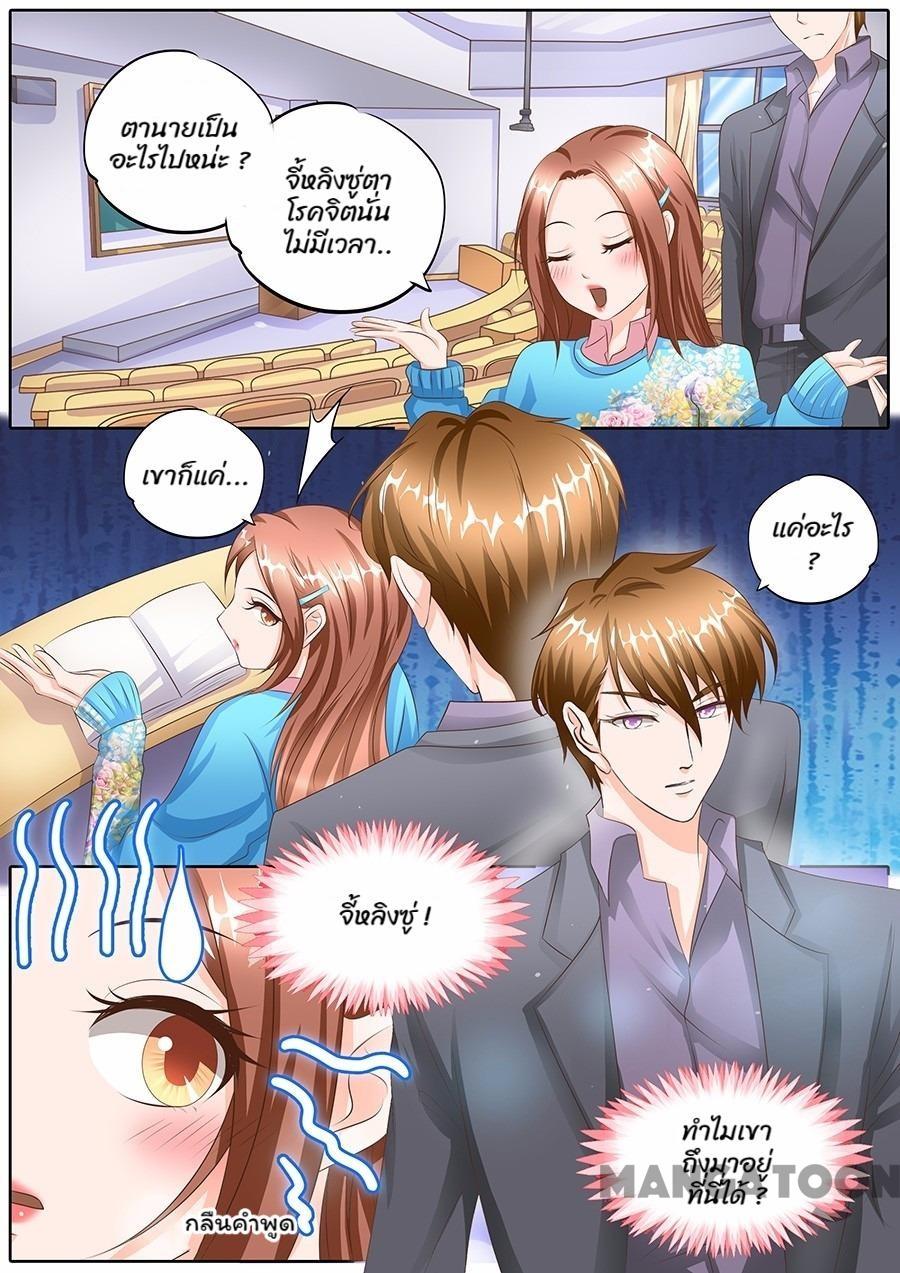 ตานายเป็น
อะไรไปหน่ะ ?
จี้หลิงซู่ตา
โรคจิตนั่น
ไม่มีเวลา..
เขาก็แค่...
แค่อะไร
?
จี้หลิงซู่ !
ทำไมเขา
ถึงมาอยู่
ที่นี่ได้ ?
MANGATOON
กลืนคำพูด